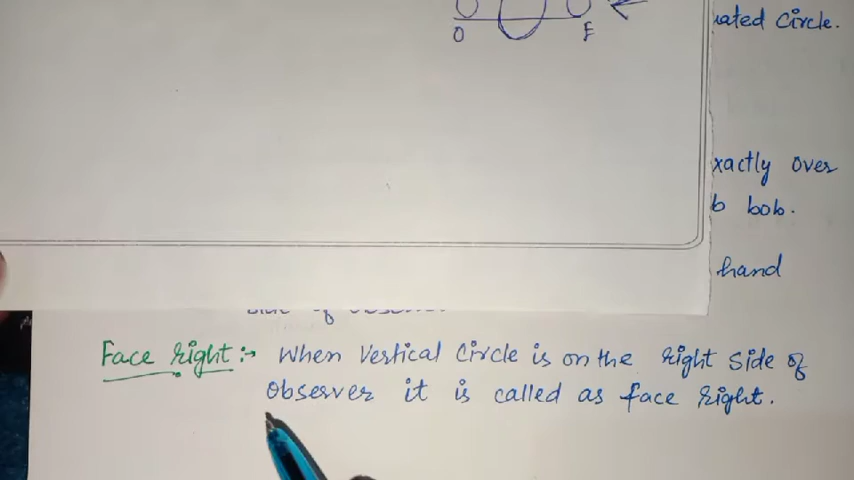 O E
uated Circle.
xactly over
b bob.
hand
Face right :- When Vertical Circle is on the right side of
Observer it is called as face right.